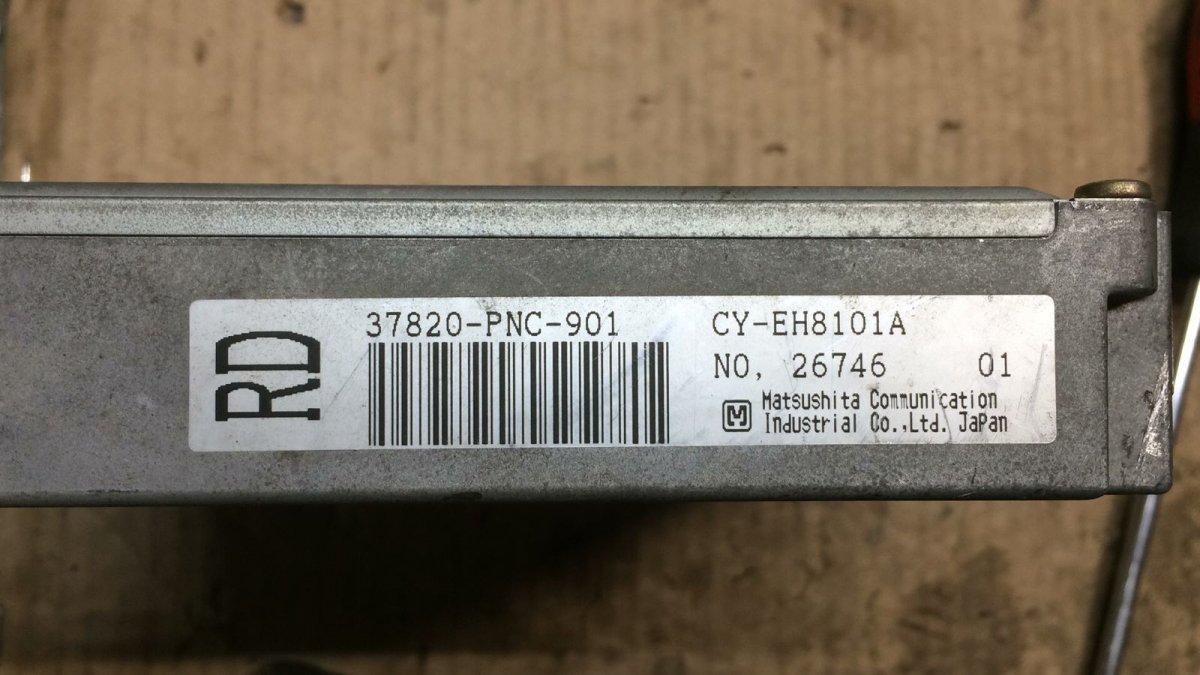 RD
37820-PNC-901
CY-EH8101A
NO, 26746 01
M Matsushita Communication
Industrial Co.,Ltd. JaPan